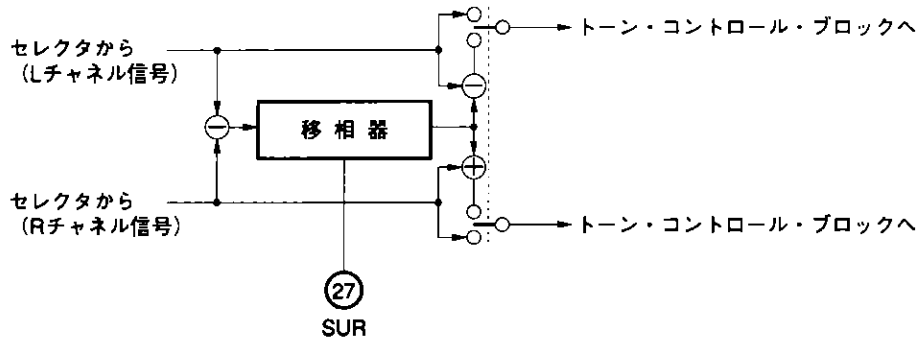 トーン・コントロール・ブロックへ
セレクタから
（Lチャネル信号）
移相器
セレクタから
（Rチャネル信号）
トーン・コントロール・ブロックへ
27
SUR